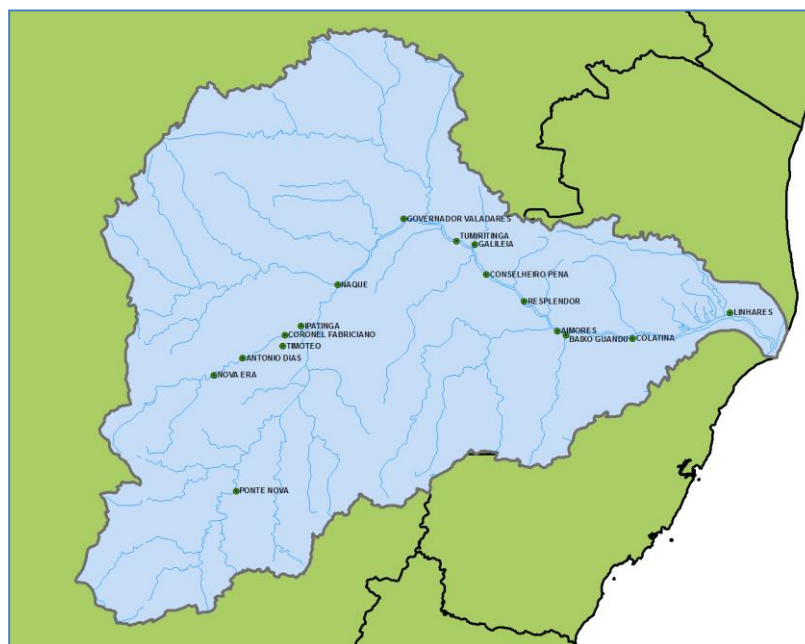 GOVERNADOR VALADARES
TUMIRITINGA
GALILEIA
CONSELHEIRO PENA
NAQUE
RESPLENDOR
LINHARES
IPATINGA
AIMORES
CORONEL FABRICIANO
BAIXO GUANDU
COLATINA
TIMOTEO
ANTONIO DIAS
NOVA ERA
PONTE NOVA